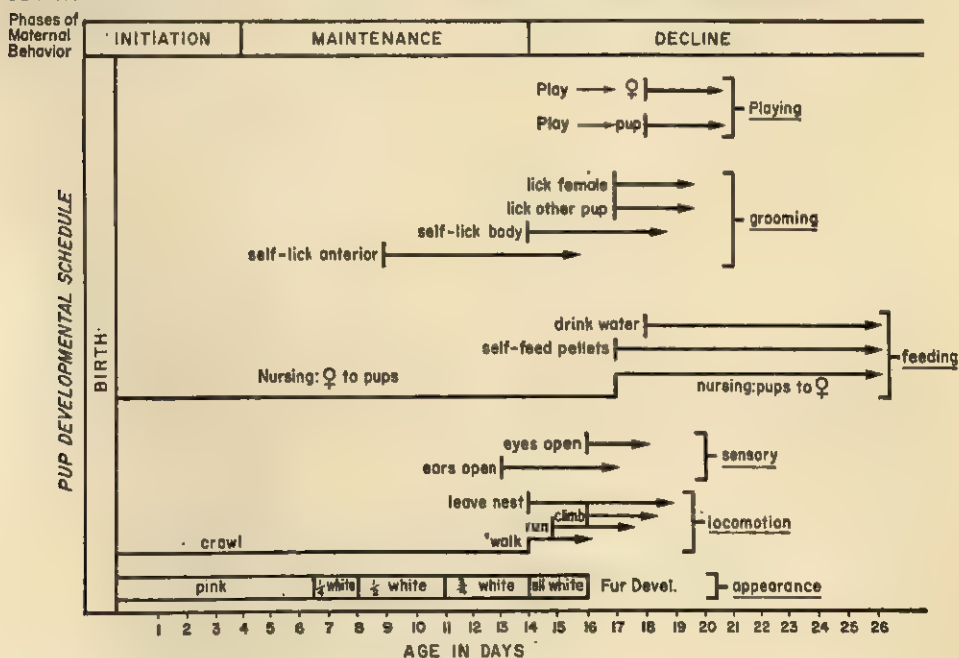 Phases of
Maternal
Behavior
INITIATION MAINTENANCE DECLINE
PUP DEVELOPMENTAL SCHEDULE
BIRTH
Play → ♀
Play → pup
Playing
lick female
lick other pup
self-lick body
self-lick anterior
grooming
drink water
self-feed pellets
Nursing: ♀ to pups
nursing: pups to ♀
feeding
eyes open
ears open
sensory
leave nest
climb
run
walk
crawl
locomotion
pink ¼ white ½ white ¾ white all white Fur Devel. appearance
1 2 3 4 5 6 7 8 9 10 11 12 13 14 15 16 17 18 19 20 21 22 23 24 25 26
AGE IN DAYS